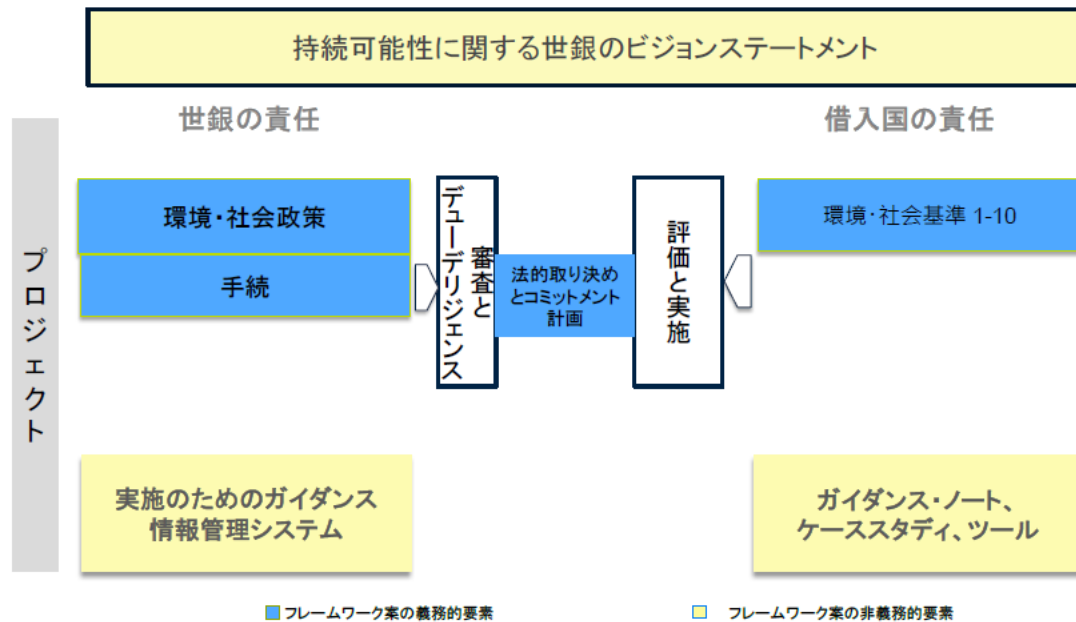 持続可能性に関する世銀のビジョンステートメント
世銀の責任
借入国の責任
プロジェクト
環境・社会政策
手続
審査と
デューデリジェンス
法的取り決め
とコミットメント
計画
評価と実施
環境・社会基準 1-10
実施のためのガイダンス
情報管理システム
ガイダンス・ノート、
ケーススタディ、ツール
フレームワーク案の義務的要素
フレームワーク案の非義務的要素